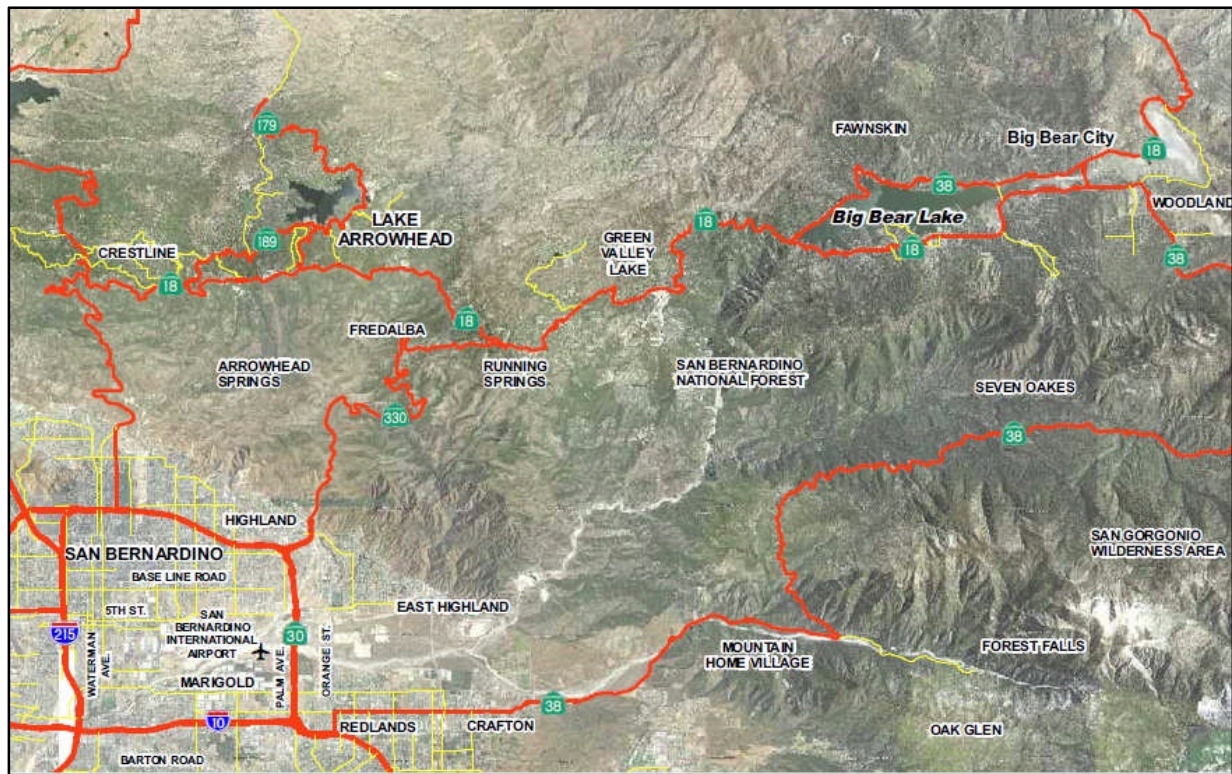 179
FAWNSKIN
Big Bear City
18
38
WOODLAND
LAKE
ARROWHEAD
189
CRESTLINE
18
18
GREEN
VALLEY
LAKE
Big Bear Lake
18
38
FREDALBA
18
ARROWHEAD
SPRINGS
RUNNING
SPRINGS
SAN BERNARDINO
NATIONAL FOREST
SEVEN OAKES
330
38
HIGHLAND
SAN BERNARDINO
BASE LINE ROAD
SAN GORGONIO
WILDERNESS AREA
5TH ST.
EAST HIGHLAND
SAN
BERNARDINO
INTERNATIONAL
AIRPORT
215
WATERMAN
AVE.
30
PALM AVE.
ORANGE ST.
MARIGOLD
MOUNTAIN
HOME VILLAGE
FOREST FALLS
10
38
REDLANDS
CRAFTON
OAK GLEN
BARTON ROAD